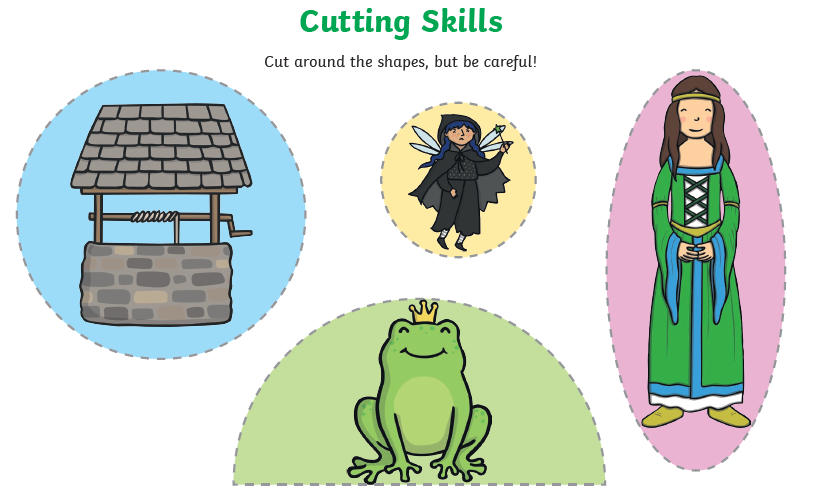 Cutting Skills
Cut around the shapes, but be careful!